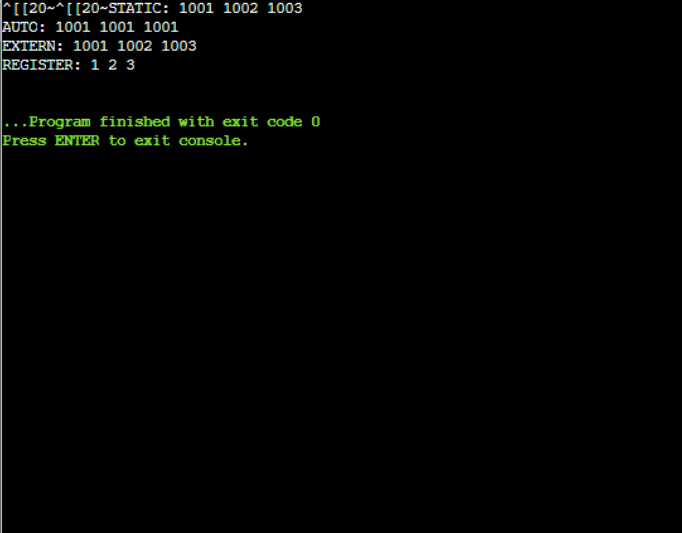 ^[[20~^[[20~STATIC: 1001 1002 1003
AUTO: 1001 1001 1001
EXTERN: 1001 1002 1003
REGISTER: 1 2 3
...Program finished with exit code 0
Press ENTER to exit console.